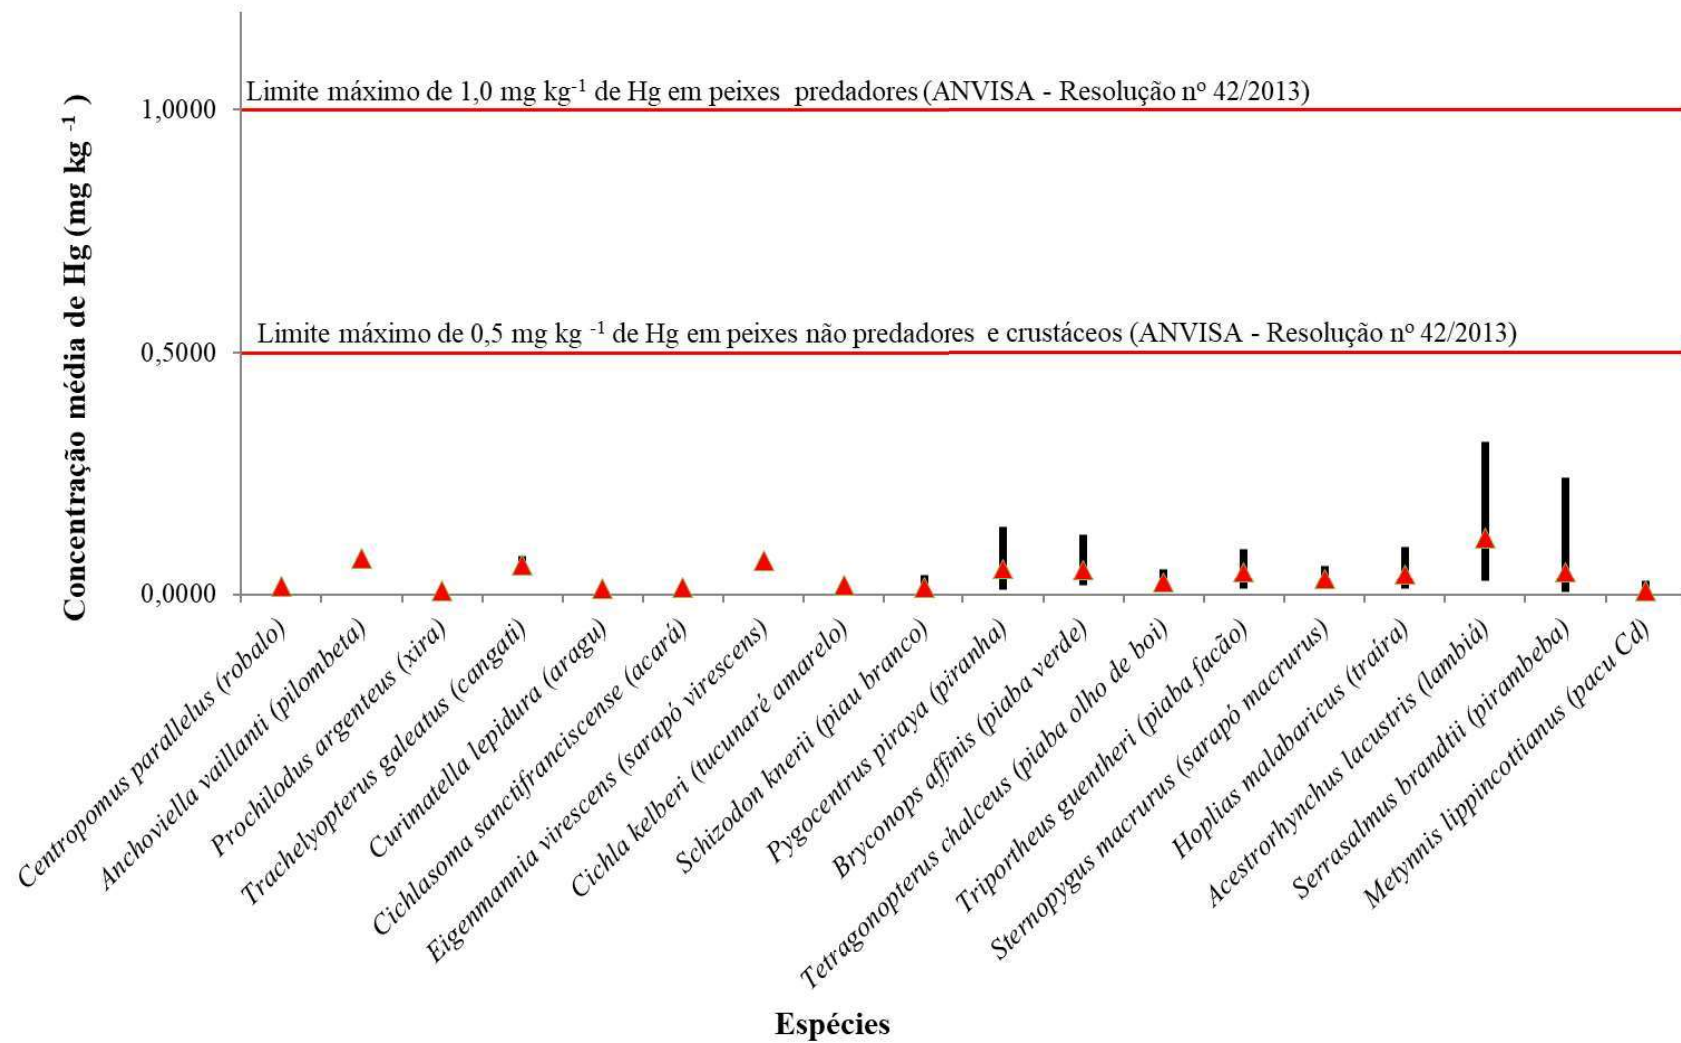 Concentração média de Hg (mg kg -1 )
1,0000
0,5000
0,0000
Limite máximo de 1,0 mg kg-1 de Hg em peixes predadores (ANVISA - Resolução nº 42/2013)
Limite máximo de 0,5 mg kg -1 de Hg em peixes não predadores e crustáceos (ANVISA - Resolução nº 42/2013)
Centropomus parallelus (robalo)
Anchoviella vaillanti (pilombeta)
Prochilodus argenteus (xira)
Trachelyopterus galeatus (cangati)
Curimatella lepidura (aragu)
Cichlasoma sanctifranciscense (acará)
Eigenmannia virescens (sarapó virescens)
Cichla kelberi (tucunaré amarelo)
Schizodon knerii (piau branco)
Pygocentrus piraya (piranha)
Bryconops affinis (piaba verde)
Tetragonopterus chalceus (piaba olho de boi)
Triportheus guentheri (piaba facão)
Sternopygus macrurus (sarapó macrurus)
Hoplias malabaricus (traíra)
Acestrorhynchus lacustris (lambiá)
Serrasalmus brandtii (pirambeba)
Metynnis lippincottianus (pacu Cd)
Espécies